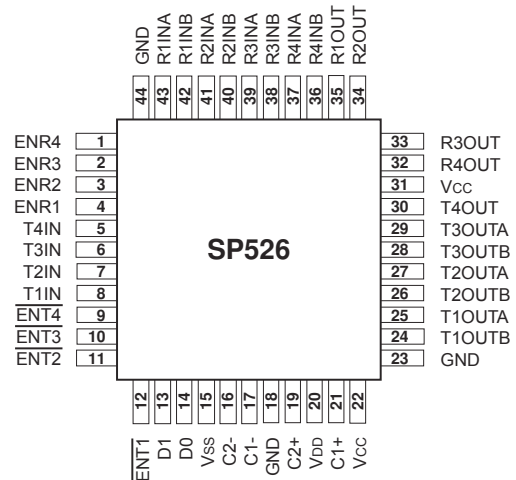 GND
R1INA
R1INB
R2INA
R2INB
R3INA
R3INB
R4INA
R4INB
R1OUT
R2OUT
44
43
42
41
40
39
38
37
36
35
34
ENR4 1
ENR3 2
ENR2 3
ENR1 4
T4IN 5
T3IN 6
T2IN 7
T1IN 8
ENT4 9
ENT3 10
ENT2 11
SP526
33 R3OUT
32 R4OUT
31 VCC
30 T4OUT
29 T3OUTA
28 T3OUTB
27 T2OUTA
26 T2OUTB
25 T1OUTA
24 T1OUTB
23 GND
12
13
14
15
16
17
18
19
20
21
22
ENT1
D1
D0
VSS
C2-
C1-
GND
C2+
VDD
C1+
VCC